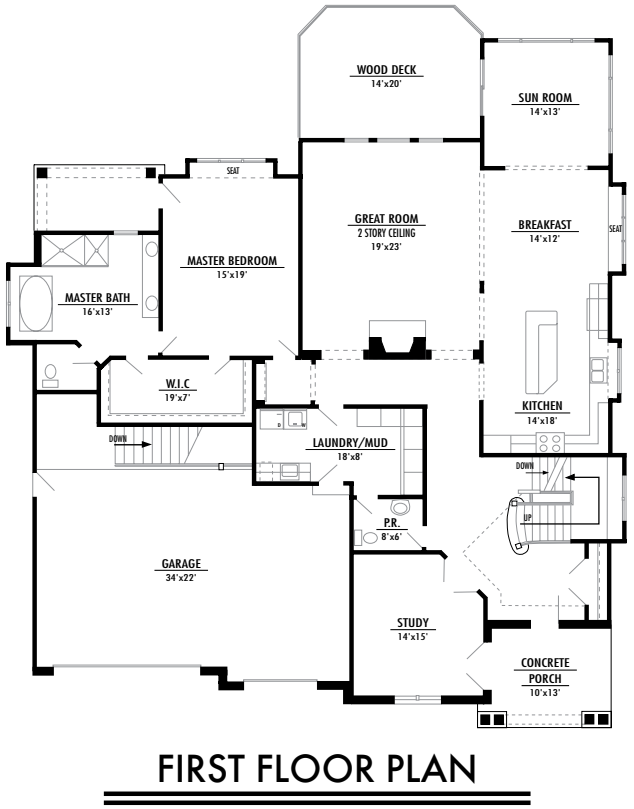 WOOD DECK
14'x20'
SUN ROOM
14'x13'
SEAT
GREAT ROOM
2 STORY CEILING
19'x23'
BREAKFAST
14'x12'
SEAT
MASTER BEDROOM
15'x19'
MASTER BATH
16'x13'
W.I.C
19'x7'
KITCHEN
14'x18'
D
W
LAUNDRY/MUD
18'x8'
DOWN
DOWN
UP
P.R.
8'x6'
GARAGE
34'x22'
STUDY
14'x15'
CONCRETE
PORCH
10'x13'
FIRST FLOOR PLAN